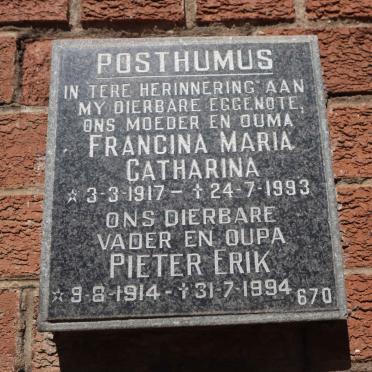 POSTHUMUS
IN TERE HERINNERING AAN
MY DIERBARE EGGENOTE,
ONS MOEDER EN OUMA
FRANCINA MARIA
CATHARINA
☆ 3-3-1917 - ✝ 24-7-1993
ONS DIERBARE
VADER EN OUPA
PIETER ERIK
☆ 9-8-1914 - ✝ 31-7-1994
670